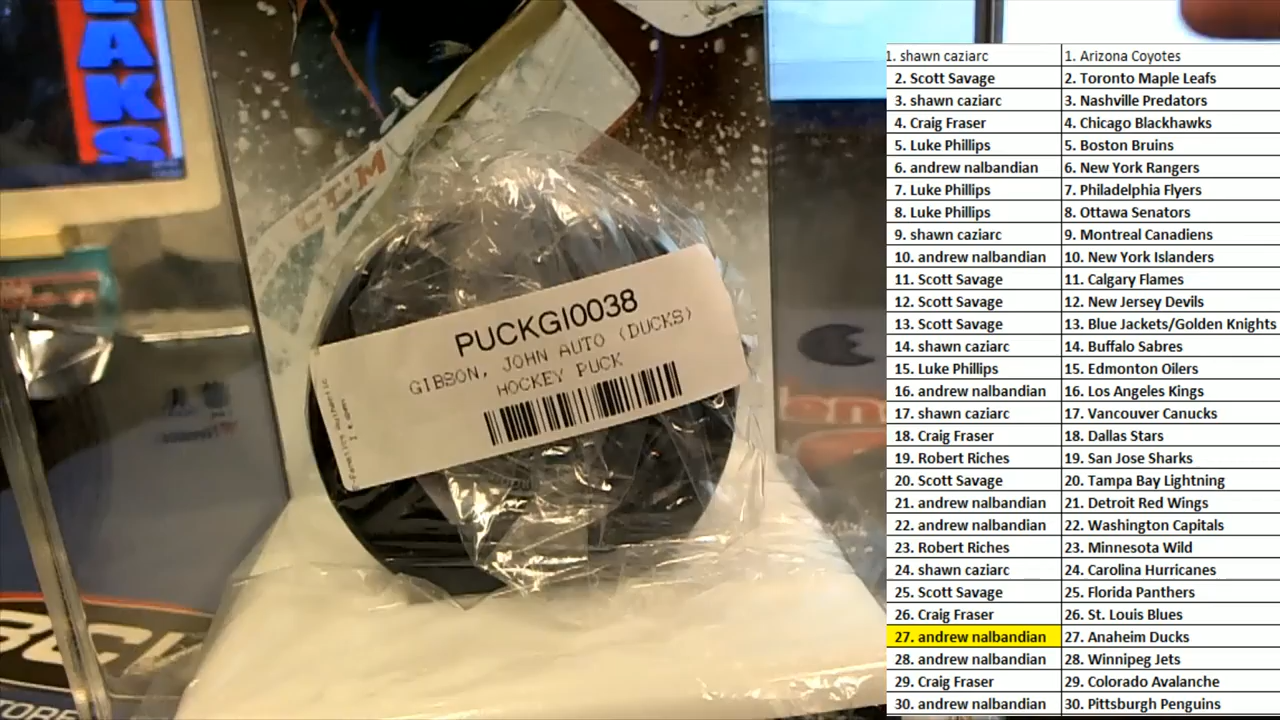 EAKS
CCM
PUCKGI0038
GIBSON, JOHN AUTO (DUCKS)
HOCKEY PUCK
1. shawn caziarc 1. Arizona Coyotes
2. Scott Savage 2. Toronto Maple Leafs
3. shawn caziarc 3. Nashville Predators
4. Craig Fraser 4. Chicago Blackhawks
5. Luke Phillips 5. Boston Bruins
6. andrew nalbandian 6. New York Rangers
7. Luke Phillips 7. Philadelphia Flyers
8. Luke Phillips 8. Ottawa Senators
9. shawn caziarc 9. Montreal Canadiens
10. andrew nalbandian 10. New York Islanders
11. Scott Savage 11. Calgary Flames
12. Scott Savage 12. New Jersey Devils
13. Scott Savage 13. Blue Jackets/Golden Knights
14. shawn caziarc 14. Buffalo Sabres
15. Luke Phillips 15. Edmonton Oilers
16. andrew nalbandian 16. Los Angeles Kings
17. shawn caziarc 17. Vancouver Canucks
18. Craig Fraser 18. Dallas Stars
19. Robert Riches 19. San Jose Sharks
20. Scott Savage 20. Tampa Bay Lightning
21. andrew nalbandian 21. Detroit Red Wings
22. andrew nalbandian 22. Washington Capitals
23. Robert Riches 23. Minnesota Wild
24. shawn caziarc 24. Carolina Hurricanes
25. Scott Savage 25. Florida Panthers
26. Craig Fraser 26. St. Louis Blues
27. andrew nalbandian 27. Anaheim Ducks
28. andrew nalbandian 28. Winnipeg Jets
29. Craig Fraser 29. Colorado Avalanche
30. andrew nalbandian 30. Pittsburgh Penguins